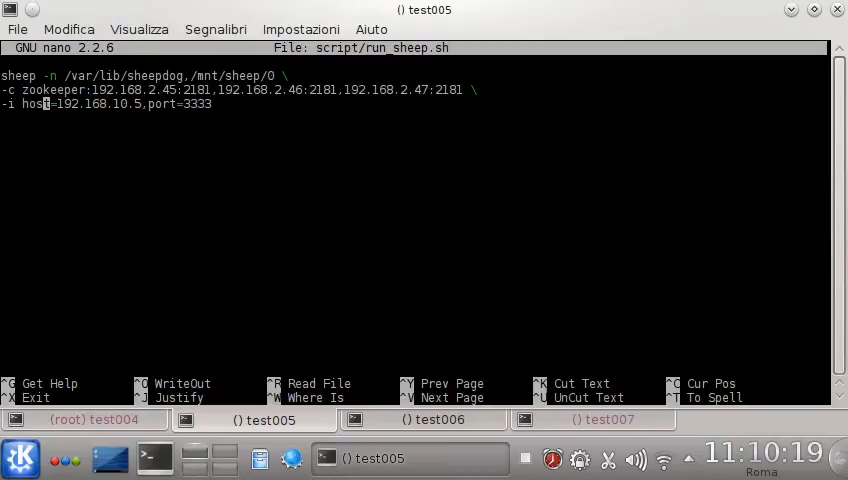 () test005
File Modifica Visualizza Segnalibri Impostazioni Aiuto
GNU nano 2.2.6 File: script/run_sheep.sh
sheep -n /var/lib/sheepdog,/mnt/sheep/0 \
-c zookeeper:192.168.2.45:2181,192.168.2.46:2181,192.168.2.47:2181 \
-i host=192.168.10.5,port=3333
^G Get Help ^O WriteOut ^R Read File ^Y Prev Page ^K Cut Text ^C Cur Pos
^X Exit ^J Justify ^W Where Is ^V Next Page ^U UnCut Text ^T To Spell
(root) test004 () test005 () test006 () test007
() test005 11:10:19
Roma